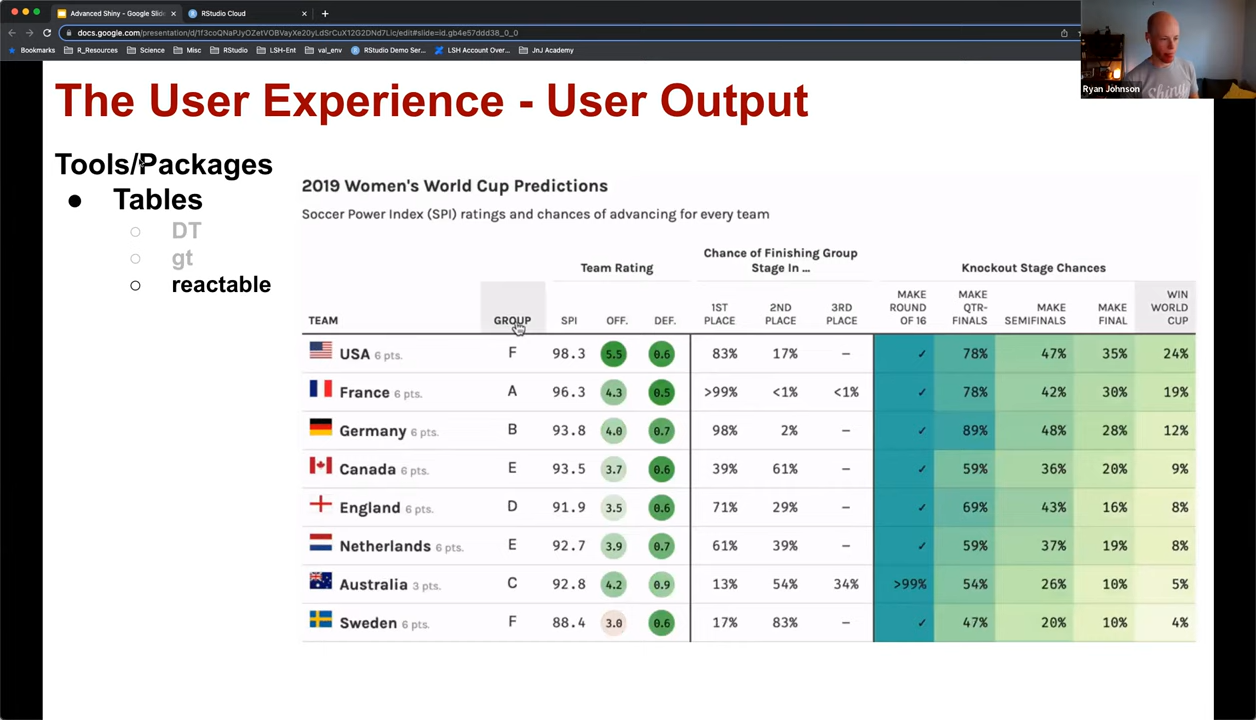 Advanced Shiny - Google Slide
RStudio Cloud
docs.google.com/presentation/d/1f3coQNaPJyOZetVOBVayXe20yLdSrCuX12G2DNd7Llc/edit#slide=id.gb4e57ddd38_0_0
Bookmarks R_Resources Science Misc RStudio LSH-Ent val_env RStudio Demo Ser... LSH Account Over... JnJ Academy
Shiny
Ryan Johnson
The User Experience - User Output
Tools/Packages
● Tables
○ DT
○ gt
○ reactable
2019 Women's World Cup Predictions
Soccer Power Index (SPI) ratings and chances of advancing for every team
Team Rating
Chance of Finishing Group
Stage In ...
Knockout Stage Chances
TEAM GROUP SPI OFF. DEF. 1ST PLACE 2ND PLACE 3RD PLACE MAKE ROUND OF 16 MAKE QTR-FINALS MAKE SEMIFINALS MAKE FINAL WIN WORLD CUP
USA 6 pts. F 98.3 5.5 0.6 83% 17% – ✓ 78% 47% 35% 24%
France 6 pts. A 96.3 4.3 0.5 >99% <1% <1% ✓ 78% 42% 30% 19%
Germany 6 pts. B 93.8 4.0 0.7 98% 2% – ✓ 89% 48% 28% 12%
Canada 6 pts. E 93.5 3.7 0.6 39% 61% – ✓ 59% 36% 20% 9%
England 6 pts. D 91.9 3.5 0.6 71% 29% – ✓ 69% 43% 16% 8%
Netherlands 6 pts. E 92.7 3.9 0.7 61% 39% – ✓ 59% 37% 19% 8%
Australia 3 pts. C 92.8 4.2 0.9 13% 54% 34% >99% 54% 26% 10% 5%
Sweden 6 pts. F 88.4 3.0 0.6 17% 83% – ✓ 47% 20% 10% 4%